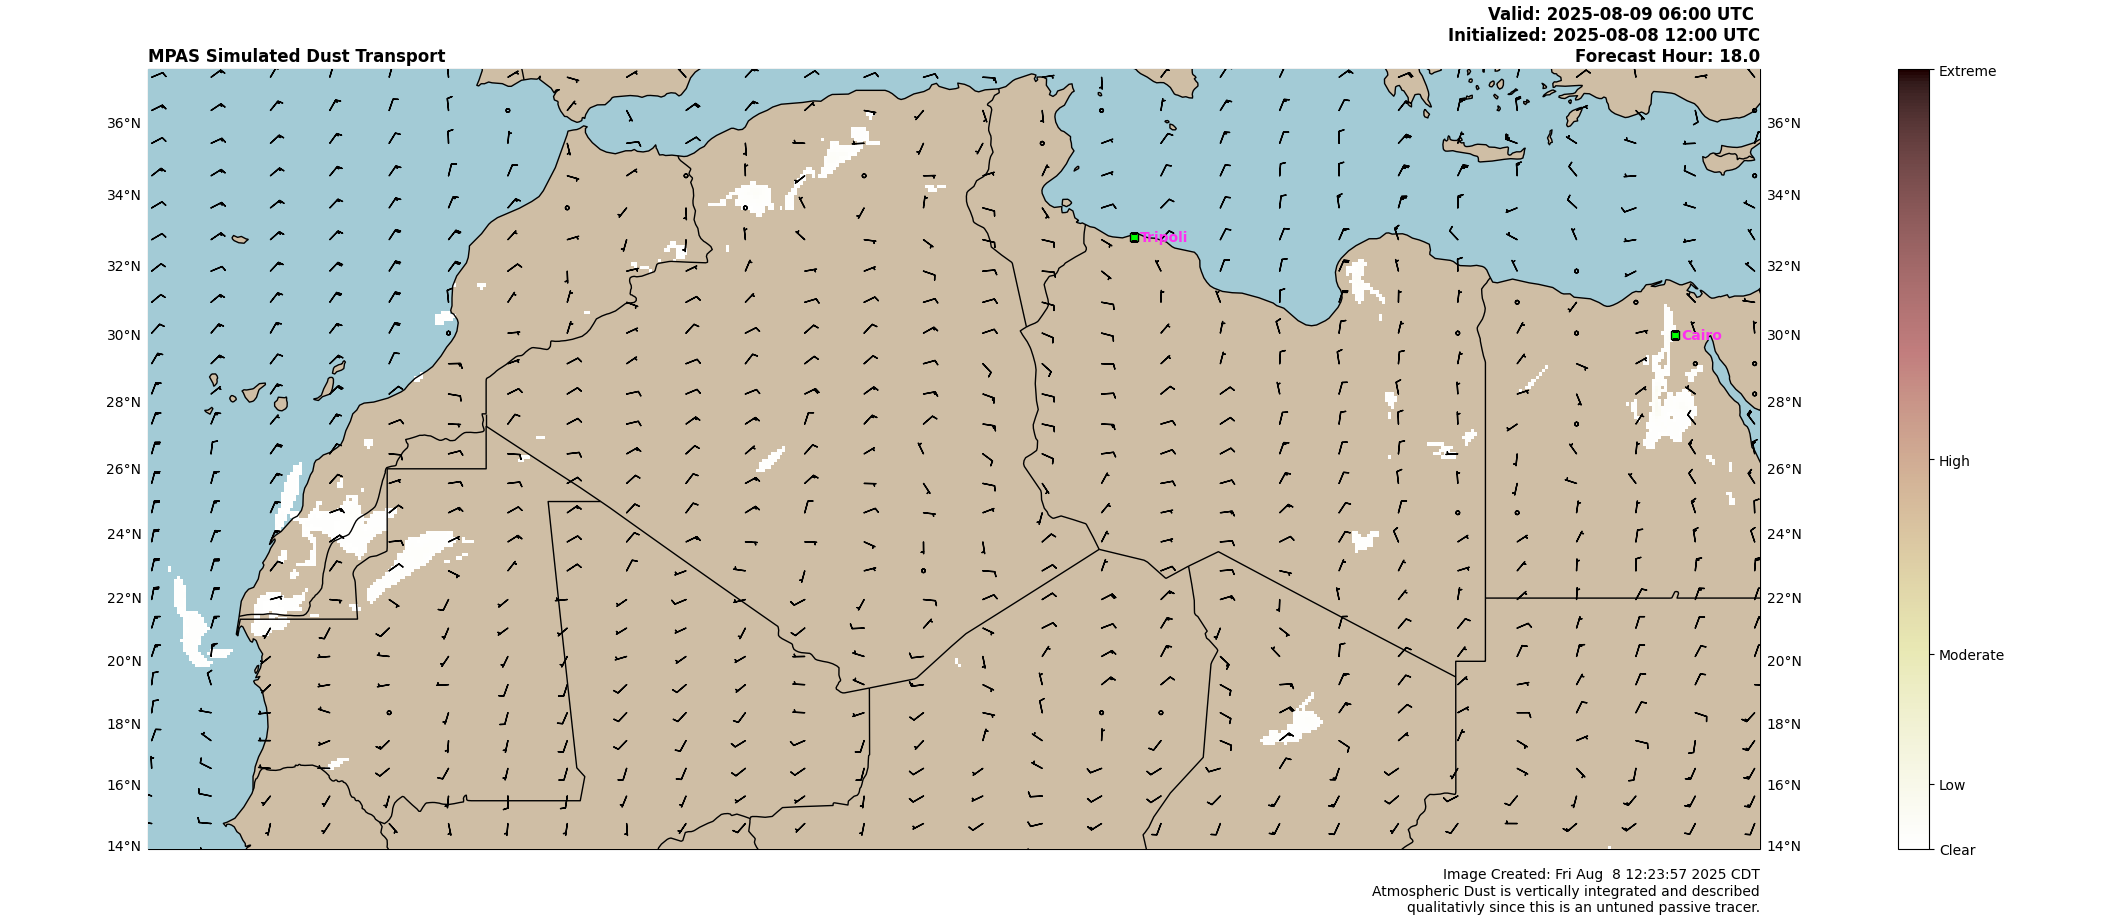 Valid: 2025-08-09 06:00 UTC
Initialized: 2025-08-08 12:00 UTC
MPAS Simulated Dust Transport
Forecast Hour: 18.0
Extreme
36°N
36°N
34°N
34°N
Tripoli
32°N
32°N
30°N
Cairo
30°N
28°N
28°N
26°N
26°N
High
24°N
24°N
22°N
22°N
20°N
20°N
Moderate
18°N
18°N
16°N
16°N
Low
14°N
14°N
Clear
Image Created: Fri Aug  8 12:23:57 2025 CDT
Atmospheric Dust is vertically integrated and described
qualitativly since this is an untuned passive tracer.